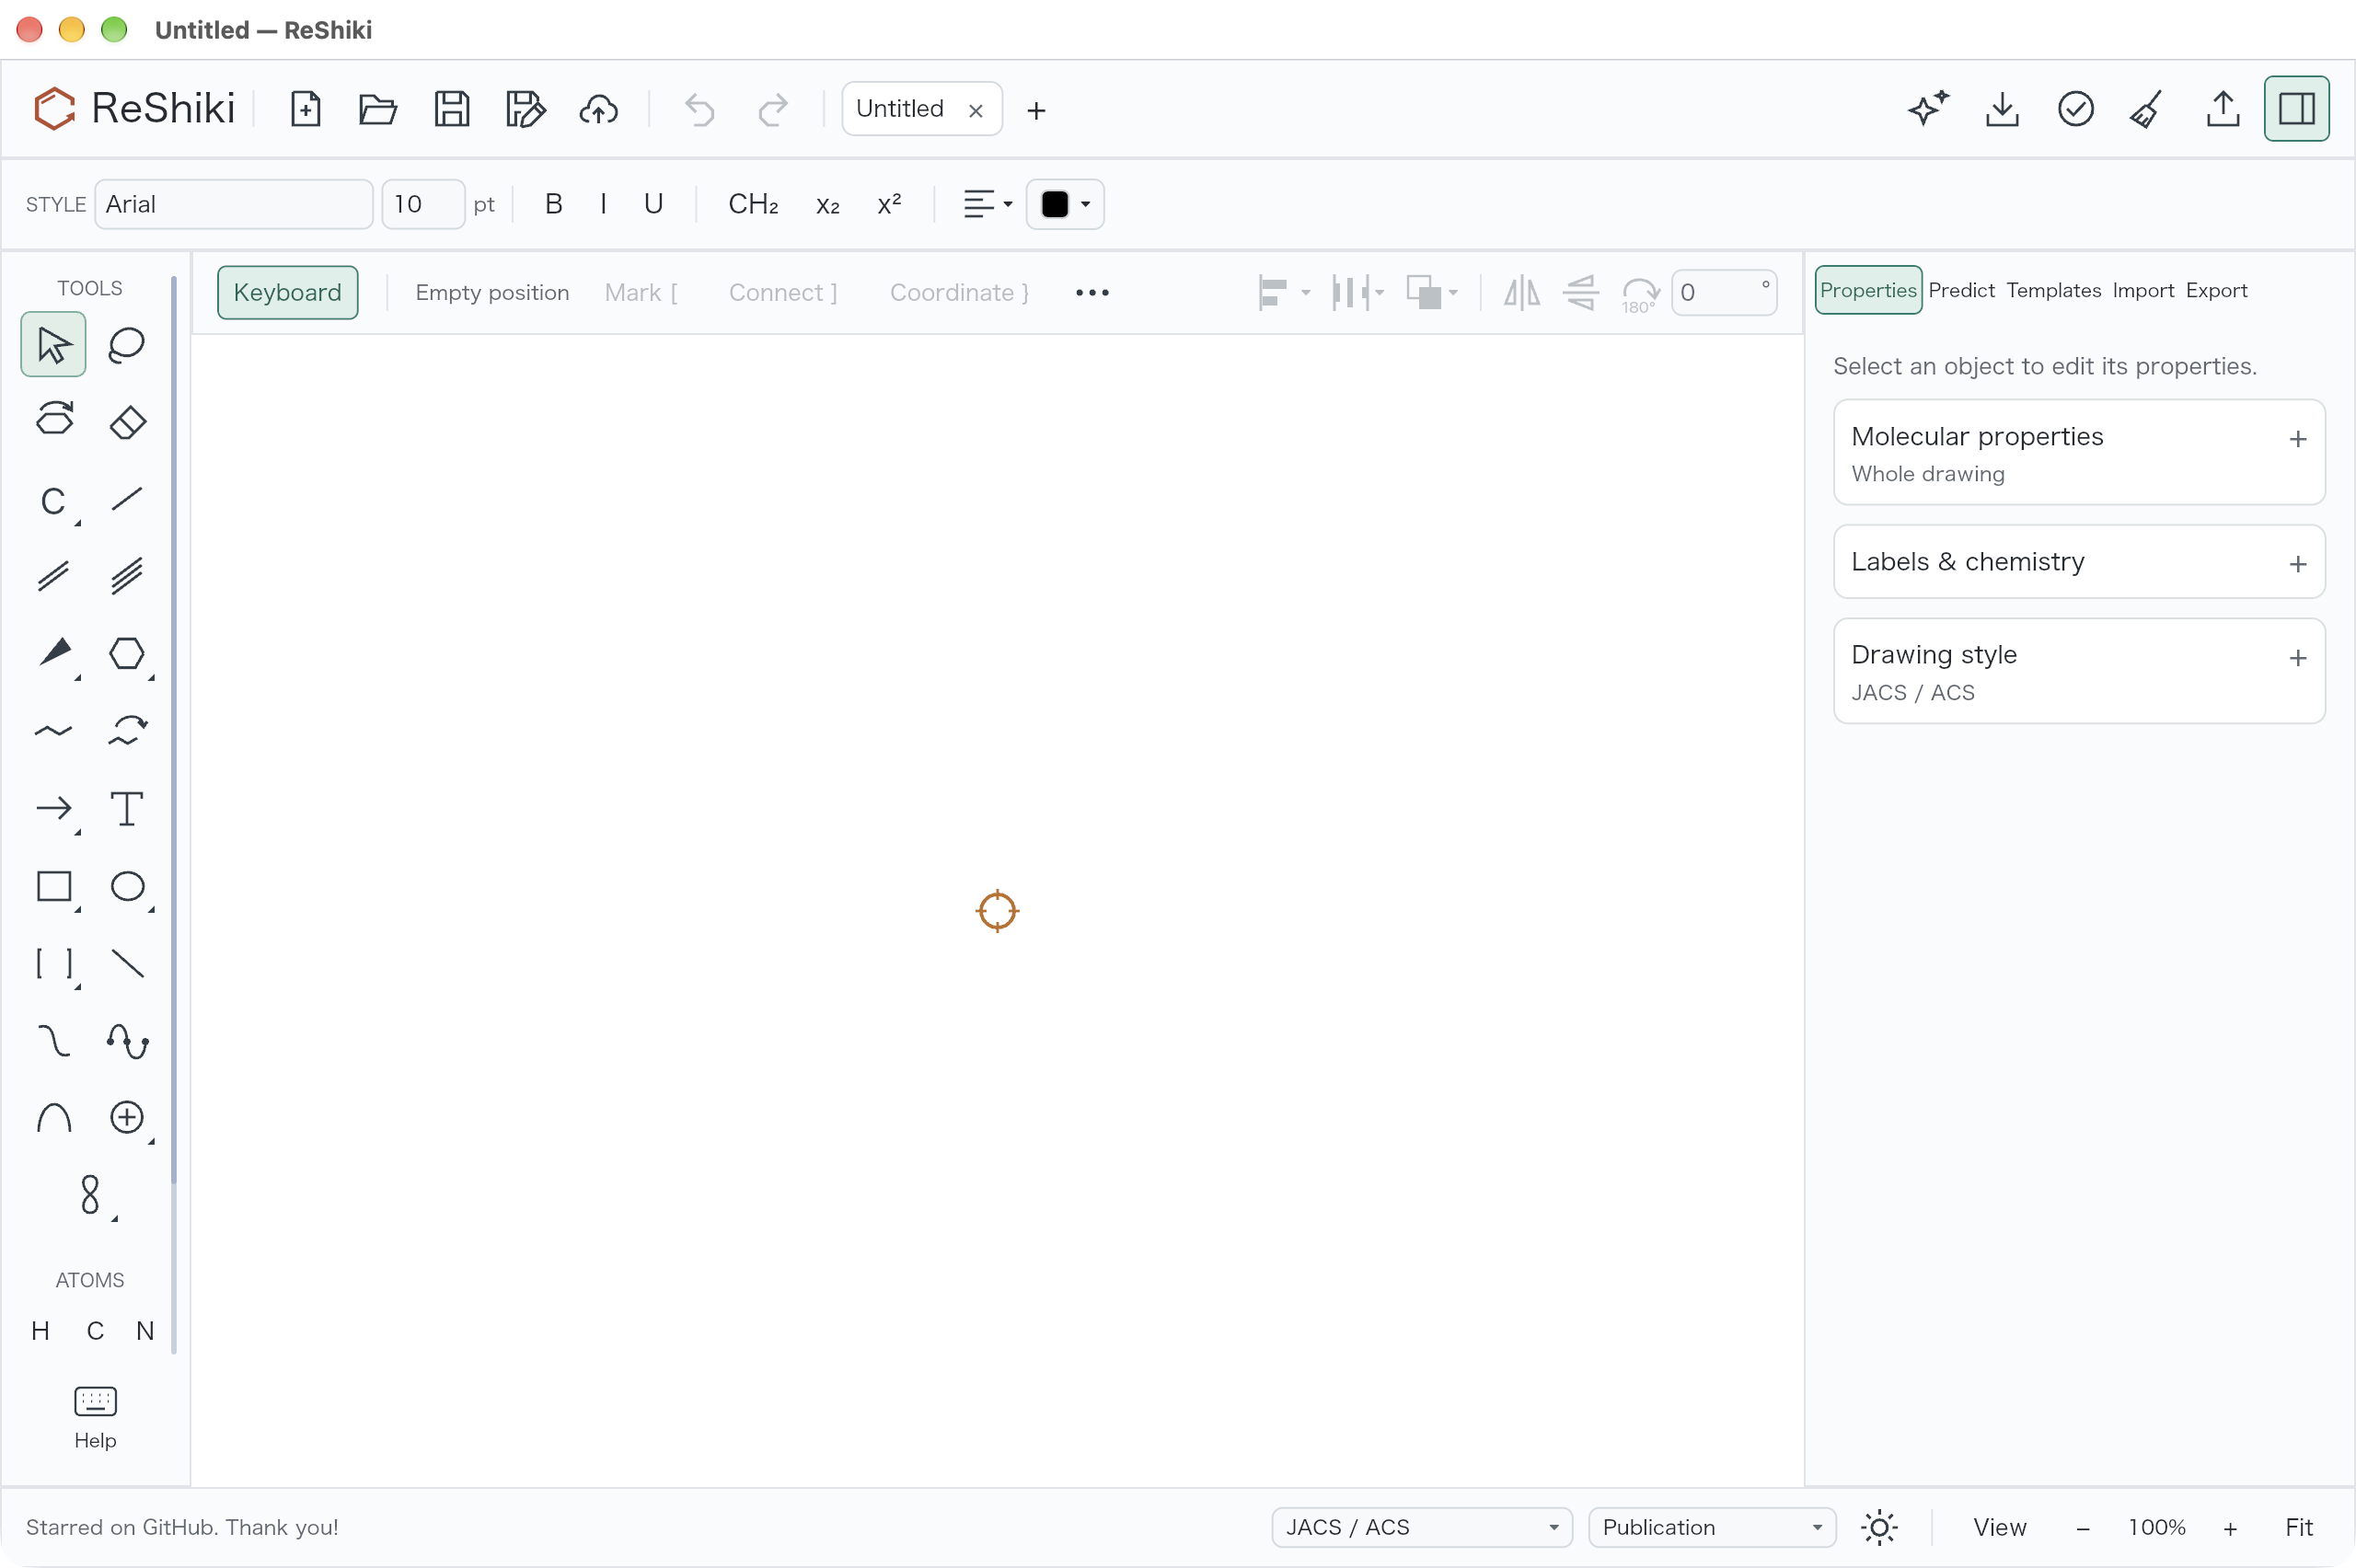 Untitled — ReShiki
ReShiki
Untitled × +
STYLE Arial 10 pt B I U CH₂ x₂ x²
TOOLS
Keyboard Empty position Mark [ Connect ] Coordinate } •••
180°
0 °
Properties Predict Templates Import Export
Select an object to edit its properties.
Molecular properties +
Whole drawing
Labels & chemistry +
Drawing style +
JACS / ACS
C
T
[ ]
ATOMS
H C N
Help
Starred on GitHub. Thank you!
JACS / ACS
Publication
View − 100% + Fit